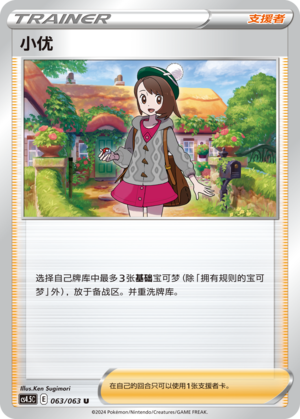 TRAINER 支援者
小优
选择自己牌库中最多3张基础宝可梦（除「拥有规则的宝可
梦」外），放于备战区。并重洗牌库。
Illus.Ken Sugimori
CS4.5C E 063/063 U
在自己的回合只可以使用1张支援者卡。
©2024 Pokémon/Nintendo/Creatures/GAME FREAK.